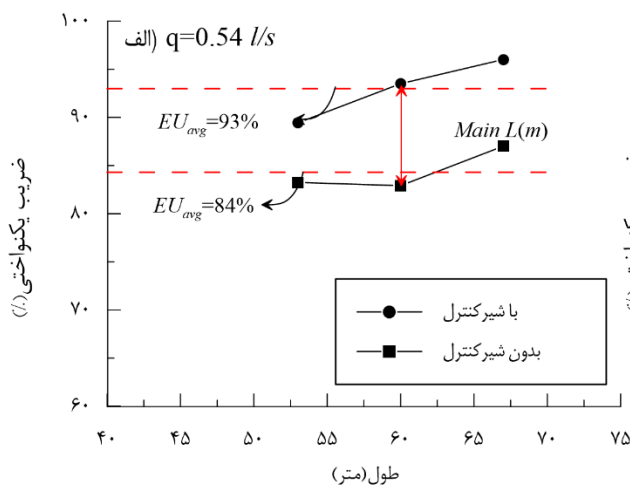 الف) q=0.54 l/s
۱۰۰
۹۰
۸۰
۷۰
۶۰
ضریب یکنواختی(٪)
EUavg=93%
Main L(m)
EUavg=84%
با شیرکنترل
بدون شیرکنترل
۴۰ ۴۵ ۵۰ ۵۵ ۶۰ ۶۵ ۷۰ ۷۵
طول(متر)